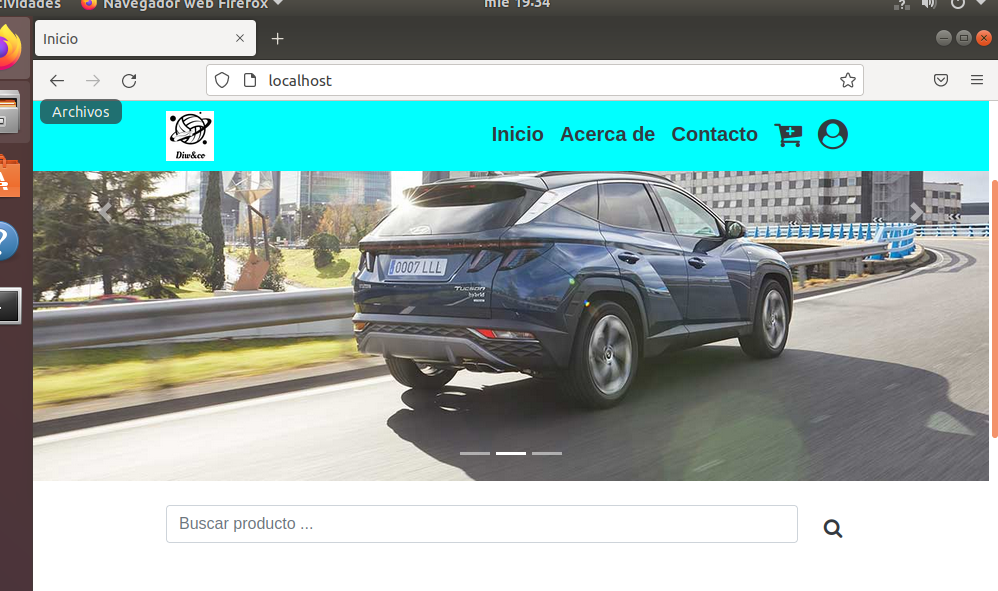 Actividades Navegador web Firefox mié 19:34
Inicio
localhost
Archivos
Diw&co
Inicio Acerca de Contacto
0007 LLL
TUCSON
hybrid
Buscar producto ...